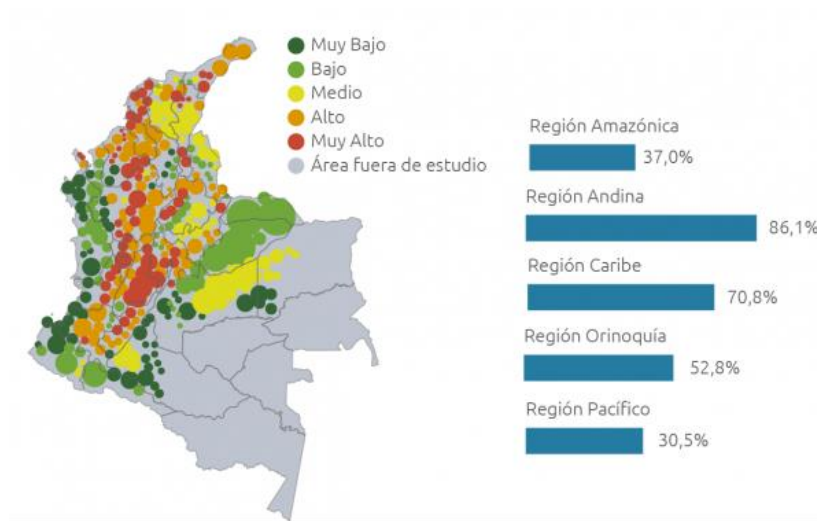 Muy Bajo
Bajo
Medio
Alto
Muy Alto
Área fuera de estudio
Región Amazónica
37,0%
Región Andina
86,1%
Región Caribe
70,8%
Región Orinoquía
52,8%
Región Pacífico
30,5%